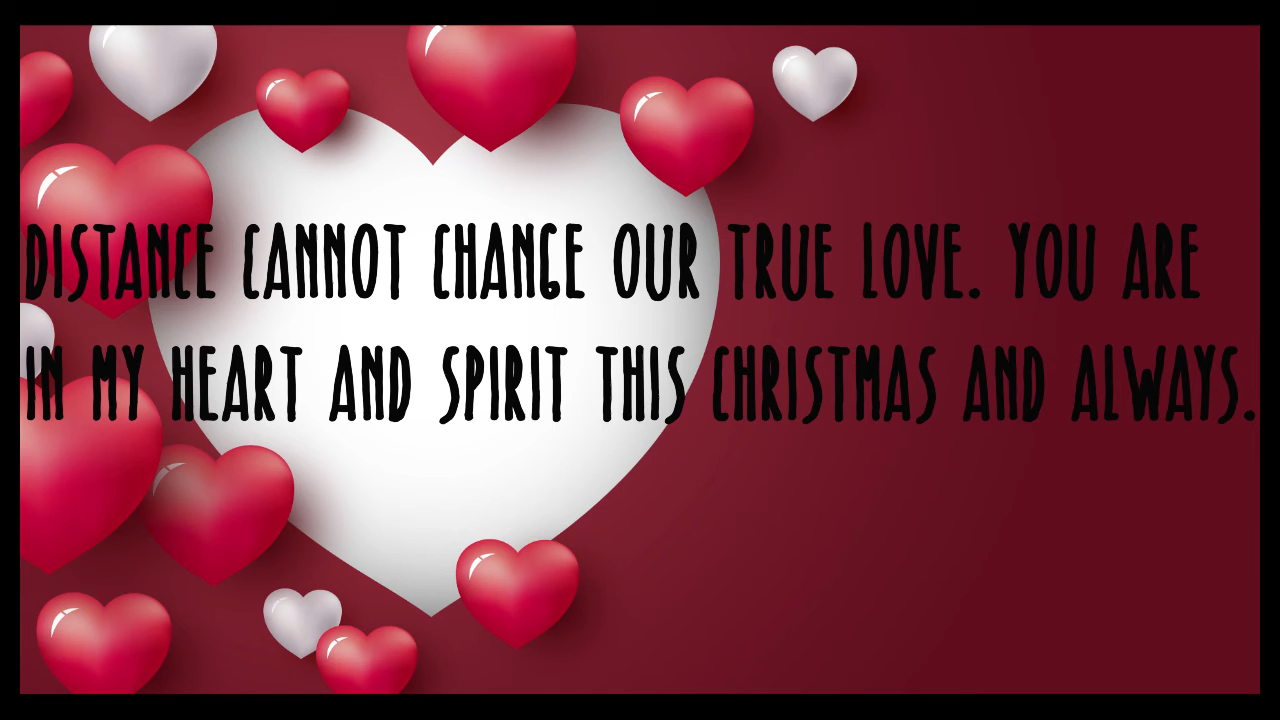 DISTANCE CANNOT CHANGE OUR TRUE LOVE. YOU ARE
IN MY HEART AND SPIRIT THIS CHRISTMAS AND ALWAYS.